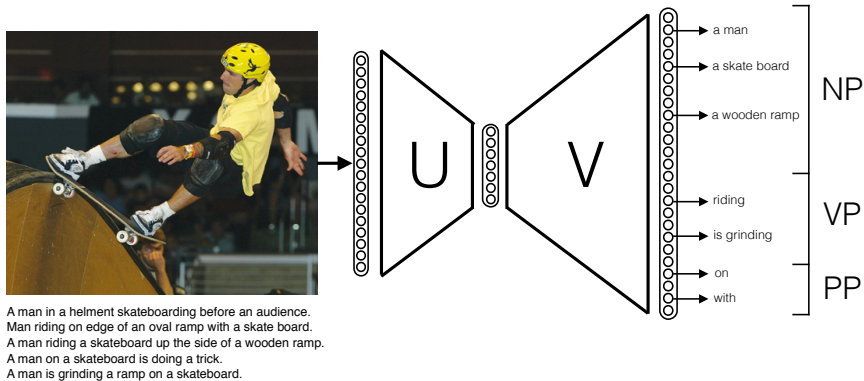 U
V
a man
a skate board
a wooden ramp
riding
is grinding
on
with
NP
VP
PP
A man in a helment skateboarding before an audience.
Man riding on edge of an oval ramp with a skate board.
A man riding a skateboard up the side of a wooden ramp.
A man on a skateboard is doing a trick.
A man is grinding a ramp on a skateboard.